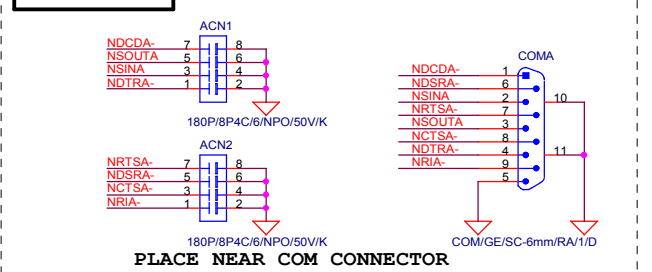 ACN1
NDCDA- 7 8
NSOUTA 5 6
NSINA 3 4
NDTRA- 1 2
180P/8P4C/6/NPO/50V/K
ACN2
NRTSA- 7 8
NDSRA- 5 6
NCTSA- 3 4
NRIA- 1 2
180P/8P4C/6/NPO/50V/K
COMA
NDCDA- 1
NDSRA- 6
NSINA 2 10
NRTSA- 7
NSOUTA 3
NCTSA- 8
NDTRA- 4 11
NRIA- 9
5
COM/GE/SC-6mm/RA/1/D
PLACE NEAR COM CONNECTOR